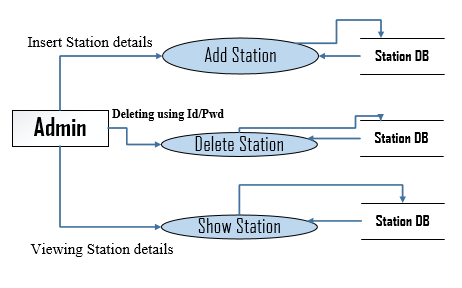 Insert Station details
Add Station
Station DB
Deleting using Id/Pwd
Admin
Delete Station
Station DB
Show Station
Station DB
Viewing Station details